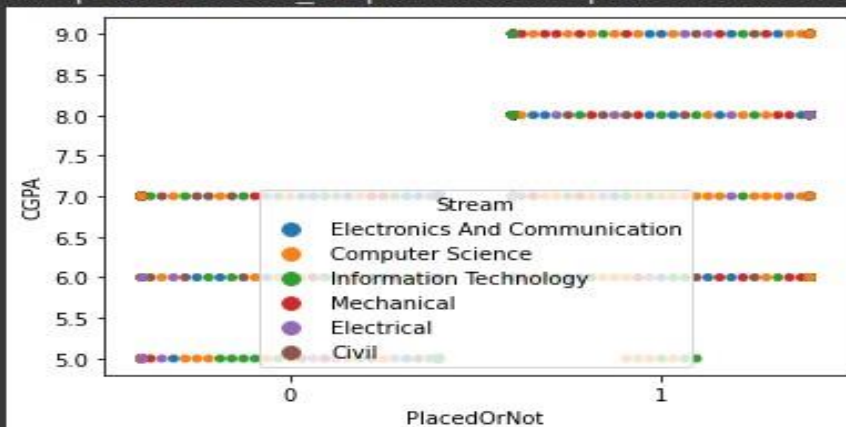 9.0
8.5
8.0
7.5
7.0
6.5
6.0
5.5
5.0
CGPA
Stream
Electronics And Communication
Computer Science
Information Technology
Mechanical
Electrical
Civil
0
1
PlacedOrNot